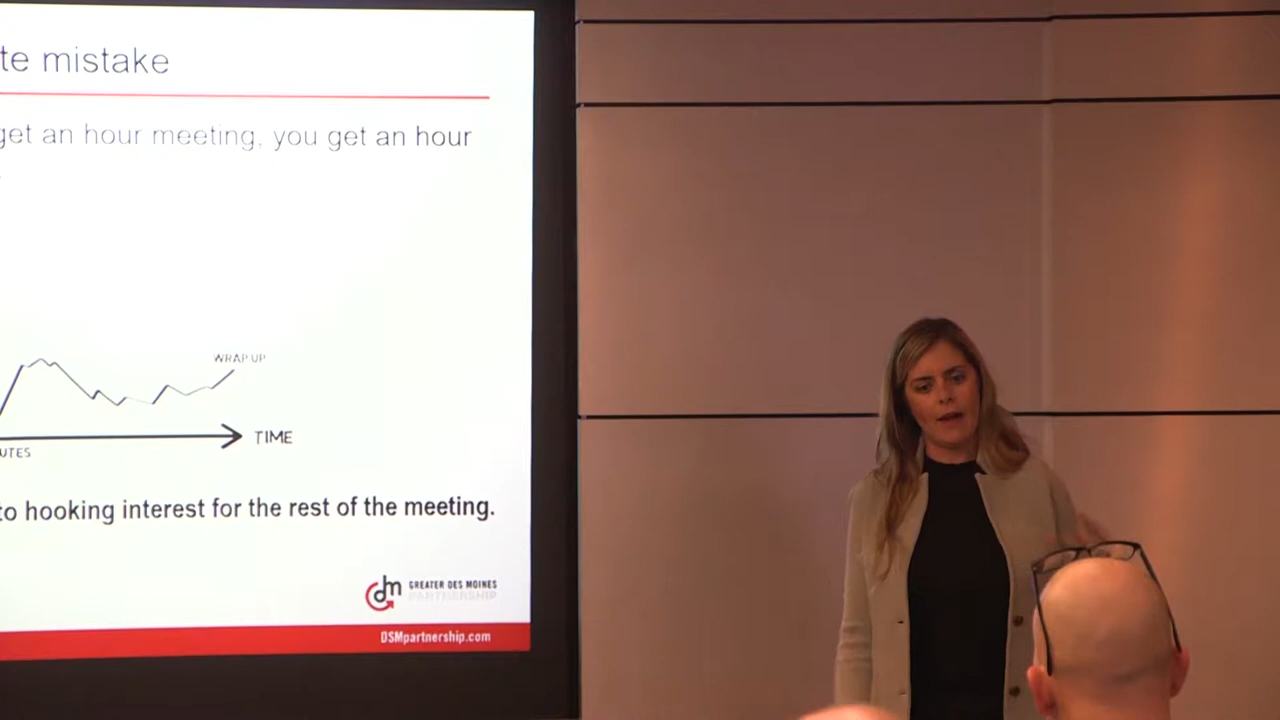 te mistake
get an hour meeting, you get an hour
WRAP UP
TIME
UTES
to hooking interest for the rest of the meeting.
dm GREATER DES MOINES
PARTNERSHIP
DSMpartnership.com